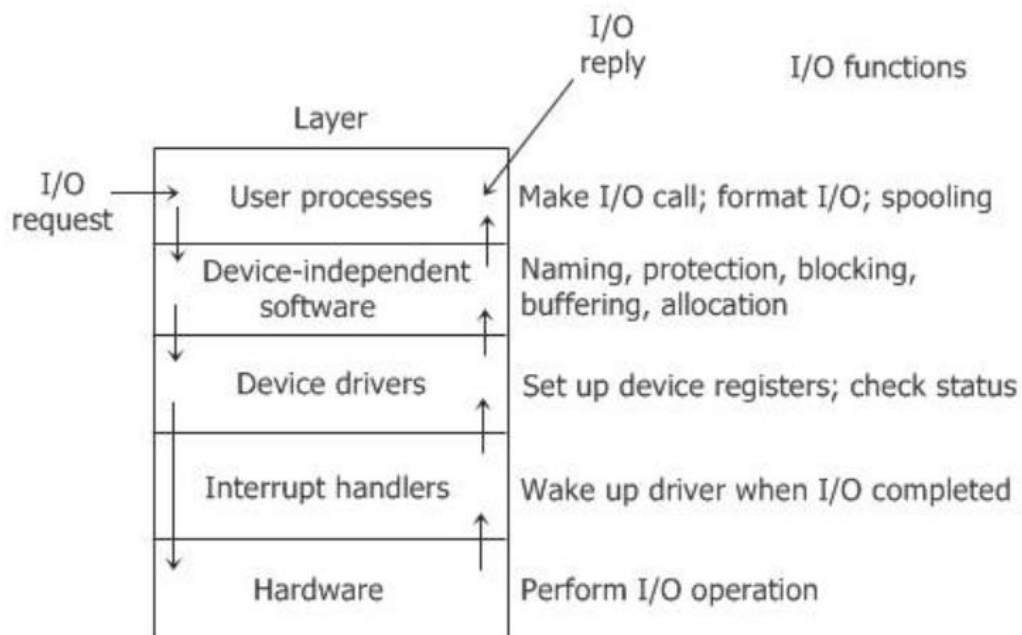 I/O
reply
I/O functions
Layer
I/O
request
User processes
Make I/O call; format I/O; spooling
Device-independent
software
Naming, protection, blocking,
buffering, allocation
Device drivers
Set up device registers; check status
Interrupt handlers
Wake up driver when I/O completed
Hardware
Perform I/O operation